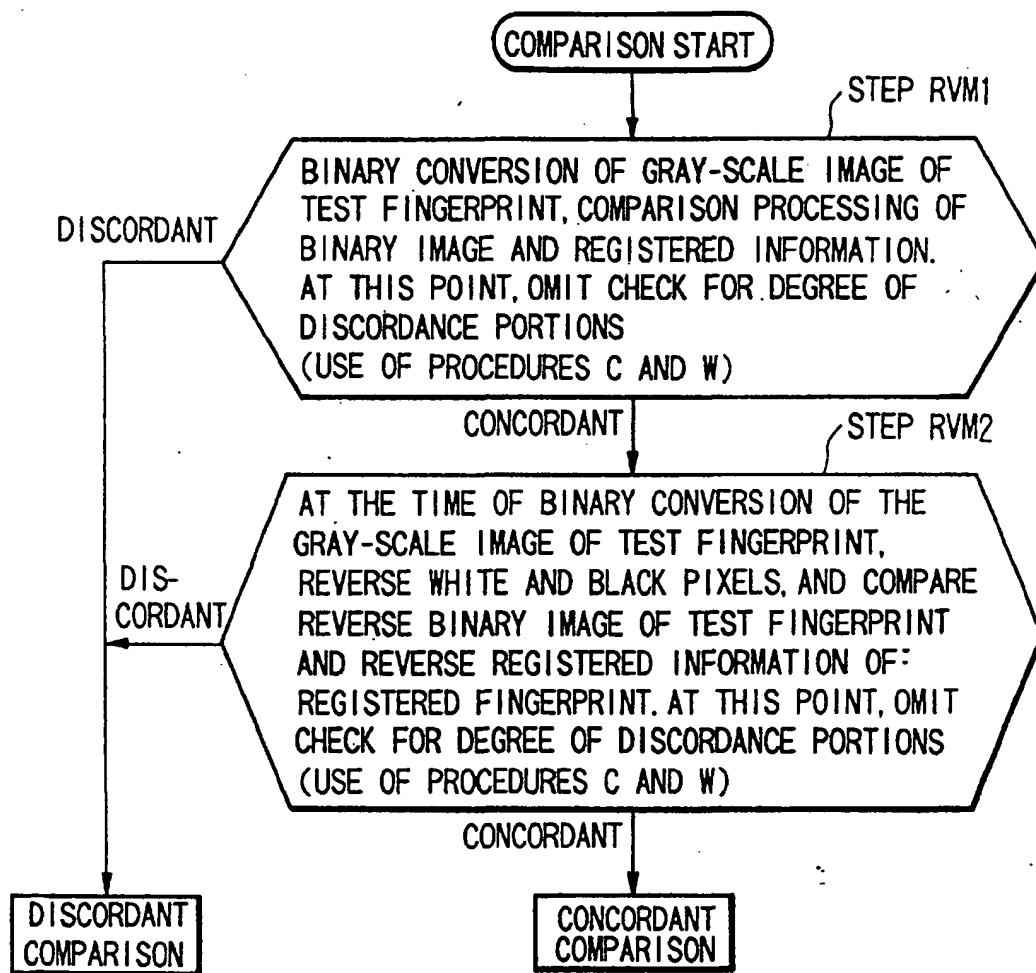 COMPARISON START
STEP RVM1
BINARY CONVERSION OF GRAY-SCALE IMAGE OF
TEST FINGERPRINT, COMPARISON PROCESSING OF
BINARY IMAGE AND REGISTERED INFORMATION.
AT THIS POINT, OMIT CHECK FOR DEGREE OF
DISCORDANCE PORTIONS
(USE OF PROCEDURES C AND W)
DISCORDANT
CONCORDANT
STEP RVM2
AT THE TIME OF BINARY CONVERSION OF THE
GRAY-SCALE IMAGE OF TEST FINGERPRINT,
REVERSE WHITE AND BLACK PIXELS, AND COMPARE
REVERSE BINARY IMAGE OF TEST FINGERPRINT
AND REVERSE REGISTERED INFORMATION OF
REGISTERED FINGERPRINT. AT THIS POINT, OMIT
CHECK FOR DEGREE OF DISCORDANCE PORTIONS
(USE OF PROCEDURES C AND W)
DIS-
CORDANT
CONCORDANT
DISCORDANT
COMPARISON
CONCORDANT
COMPARISON